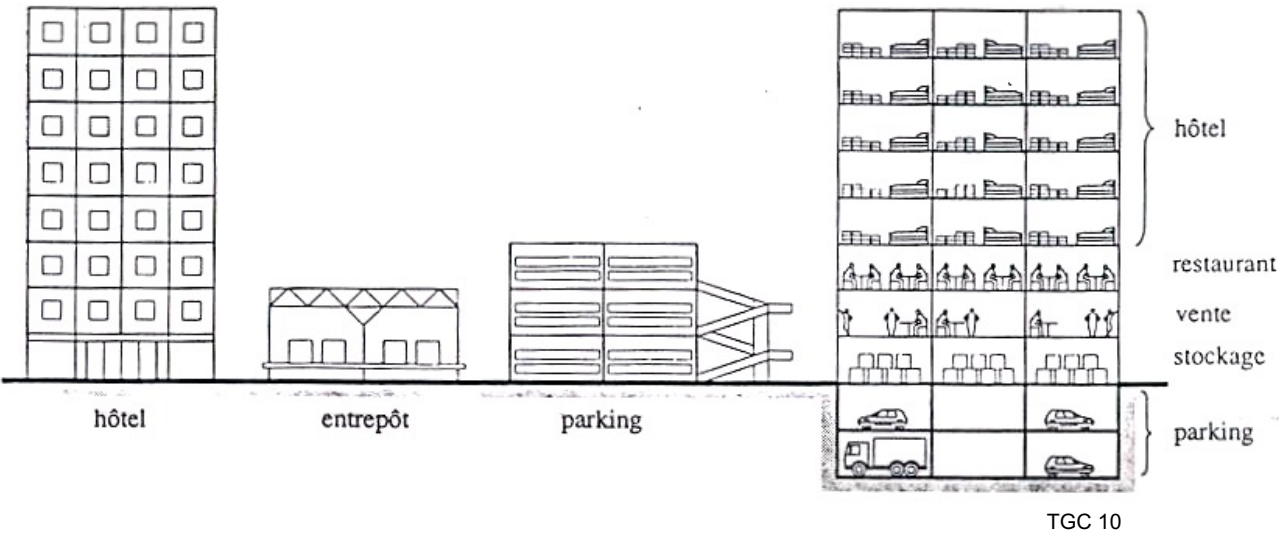 hôtel
entrepôt
parking
hôtel
restaurant
vente
stockage
parking
TGC 10